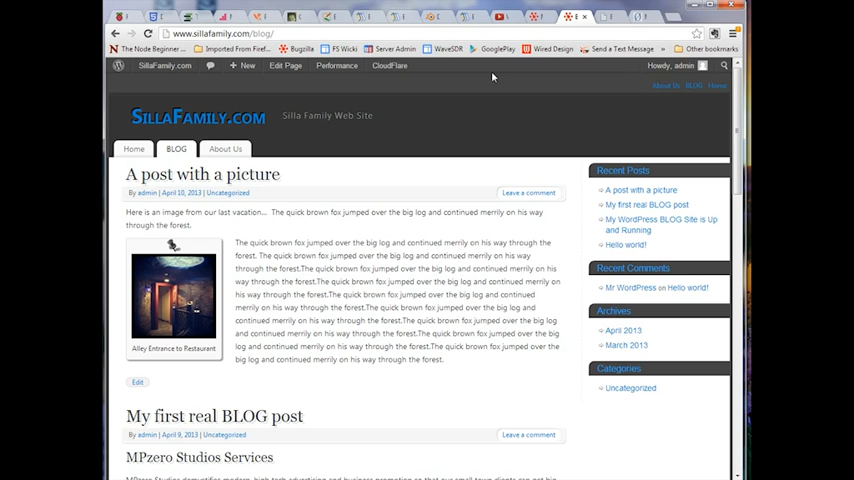 www.sillafamily.com/blog/
The Node Beginner ... Imported From Firef... Bugzilla FS Wicki Server Admin WaveSDR GooglePlay Wired Design Send a Text Message Other bookmarks
SillaFamily.com + New Edit Page Performance CloudFlare Howdy, admin
About Us BLOG Home
SillaFamily.com Silla Family Web Site
Home BLOG About Us
A post with a picture
By admin | April 10, 2013 | Uncategorized Leave a comment
Here is an image from our last vacation... The quick brown fox jumped over the big log and continued merrily on his way
through the forest.
The quick brown fox jumped over the big log and continued merrily on his way through the
forest. The quick brown fox jumped over the big log and continued merrily on his way
through the forest.The quick brown fox jumped over the big log and continued merrily on
his way through the forest.The quick brown fox jumped over the big log and continued
merrily on his way through the forest.The quick brown fox jumped over the big log and
continued merrily on his way through the forest.The quick brown fox jumped over the big
log and continued merrily on his way through the forest.The quick brown fox jumped over
the big log and continued merrily on his way through the forest.The quick brown fox
jumped over the big log and continued merrily on his way through the forest.The quick brown fox jumped over the
big log and continued merrily on his way through the forest.
Alley Entrance to Restaurant
Edit
My first real BLOG post
By admin | April 9, 2013 | Uncategorized Leave a comment
MPzero Studios Services
Recent Posts
A post with a picture
My first real BLOG post
My WordPress BLOG Site is Up
and Running
Hello world!
Recent Comments
Mr WordPress on Hello world!
Archives
April 2013
March 2013
Categories
Uncategorized